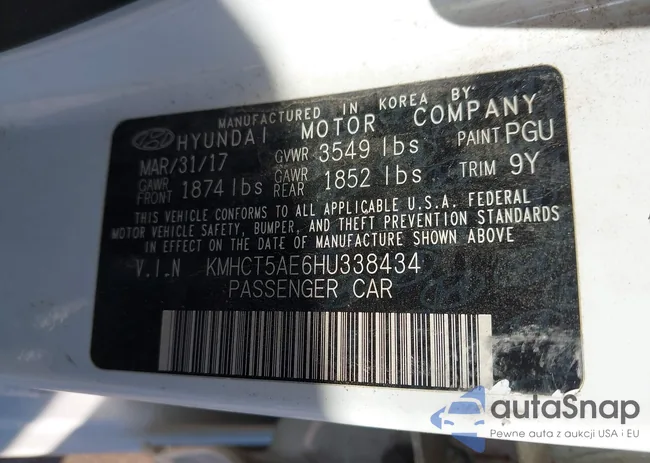 MANUFACTURED IN KOREA BY:
HYUNDAI MOTOR COMPANY
MAR/31/17 GVWR 3549 lbs PAINT PGU
GAWR FRONT 1874 lbs GAWR REAR 1852 lbs TRIM 9Y
THIS VEHICLE CONFORMS TO ALL APPLICABLE U.S.A. FEDERAL
MOTOR VEHICLE SAFETY, BUMPER, AND THEFT PREVENTION STANDARDS
IN EFFECT ON THE DATE OF MANUFACTURE SHOWN ABOVE
V.I.N KMHCT5AE6HU338434
PASSENGER CAR
autaSnap
Pewne auta z aukcji USA i EU